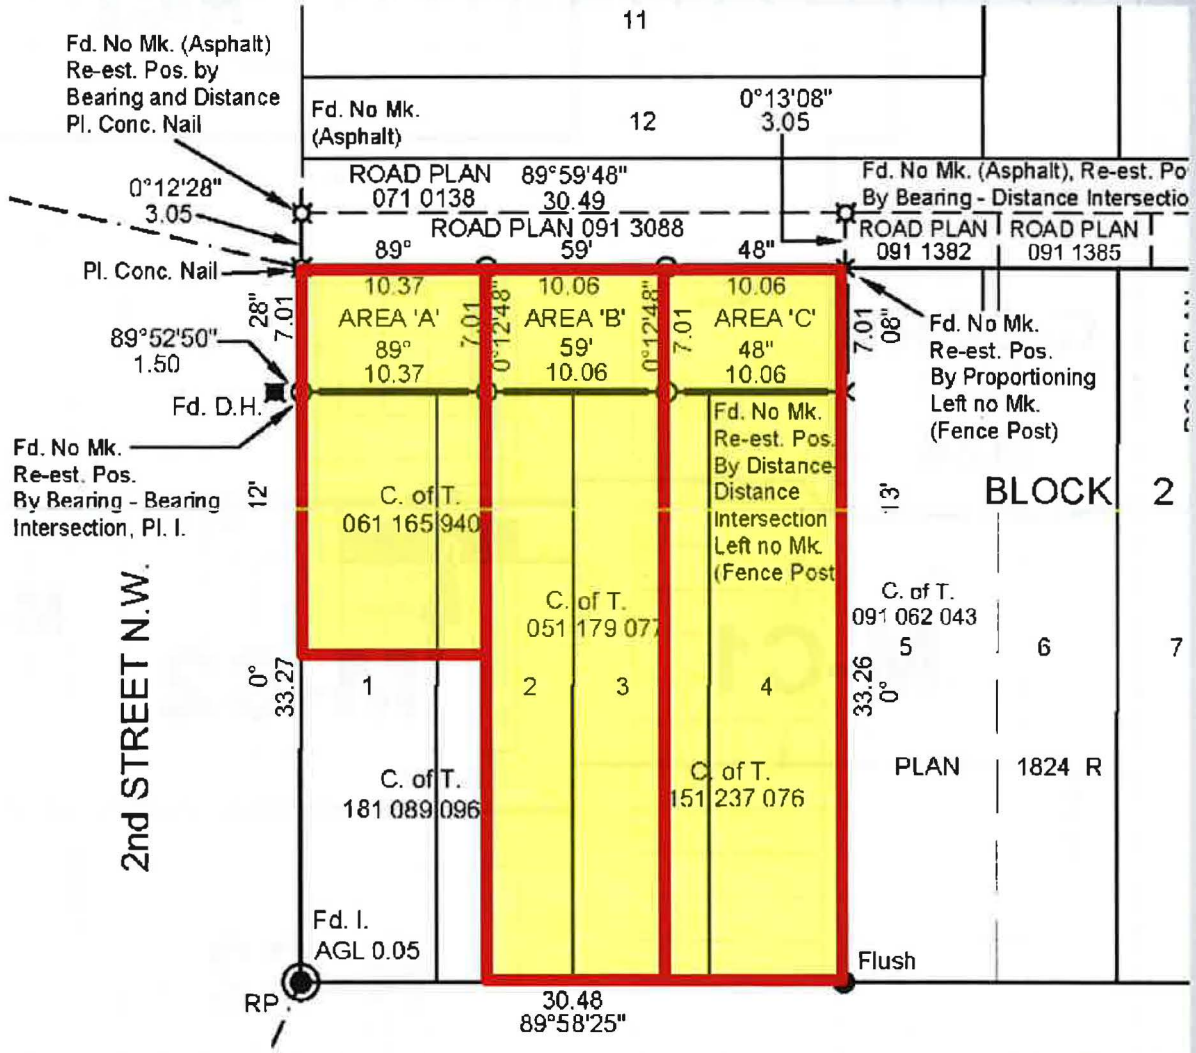 11
Fd. No Mk. (Asphalt)
Re-est. Pos. by
Bearing and Distance
Pl. Conc. Nail
Fd. No Mk.
(Asphalt)
12
0°13'08"
3.05
ROAD PLAN
071 0138
89°59'48"
30.49
Fd. No Mk. (Asphalt), Re-est. Po
By Bearing - Distance Intersectio
0°12'28"
3.05
ROAD PLAN 091 3088
ROAD PLAN
091 1382
ROAD PLAN
091 1385
89°
59'
48"
Pl. Conc. Nail
28"
7.01
10.37
AREA 'A'
89°
10.37
7.01
0°12'48"
10.06
AREA 'B'
59'
10.06
0°12'48"
7.01
10.06
AREA 'C'
48"
10.06
7.01
08"
Fd. No Mk.
Re-est. Pos.
By Proportioning
Left no Mk.
(Fence Post)
89°52'50"
1.50
Fd. D.H.
Fd. No Mk.
Re-est. Pos.
By Bearing - Bearing
Intersection, Pl. I.
Fd. No Mk.
Re-est. Pos.
By Distance-
Distance
Intersection
Left no Mk.
(Fence Post
12'
C. of T.
061 165 940
13'
BLOCK 2
2nd STREET N.W.
C. of T.
051 179 077
C. of T.
091 062 043
0°
33.27
1
2
3
4
33.26
0°
5
6
7
C. of T.
181 089 096
C. of T.
151 237 076
PLAN 1824 R
Fd. I.
AGL 0.05
Flush
RP
30.48
89°58'25"